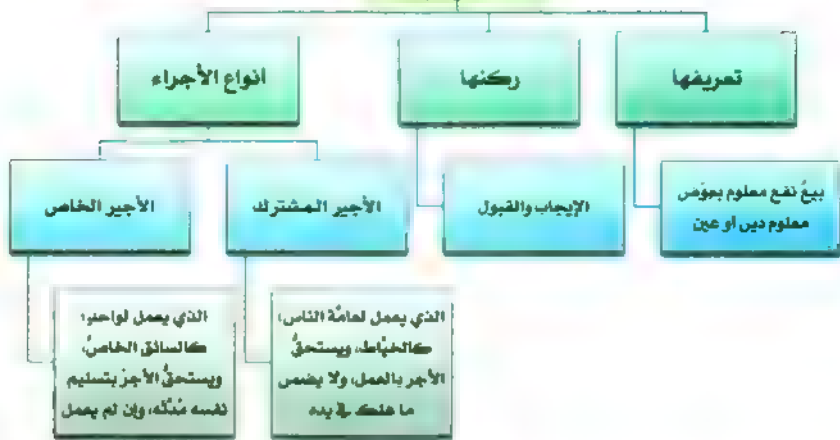 تعريفها
ركنها
أنواع الأجراء
بيعُ نفع معلوم بعِوَض
معلوم دين أو عين
الإيجاب والقبول
الأجير المشترك
الأجير الخاص
الذي يعمل لعامَّة الناس؛
كالخيَّاط، ويستحقُّ
الأجر بالعمل، ولا يضمن
ما هلك في يده
الذي يعمل لواحدٍ؛
كالسائق الخاصّ،
ويستحقُّ الأجرَ بتسليم
نفسه مُدَّتَه، وإن لم يعمل